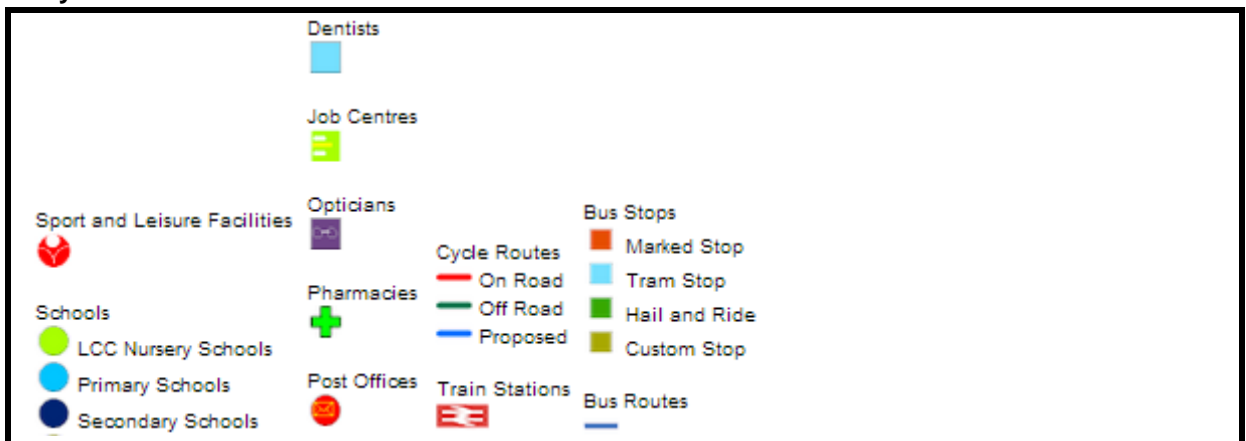 Dentists
Job Centres
Opticians
Sport and Leisure Facilities
Bus Stops
Marked Stop
Cycle Routes
On Road
Tram Stop
Pharmacies
Off Road
Hail and Ride
Schools
Proposed
LCC Nursery Schools
Custom Stop
Primary Schools
Post Offices
Train Stations
Bus Routes
Secondary Schools